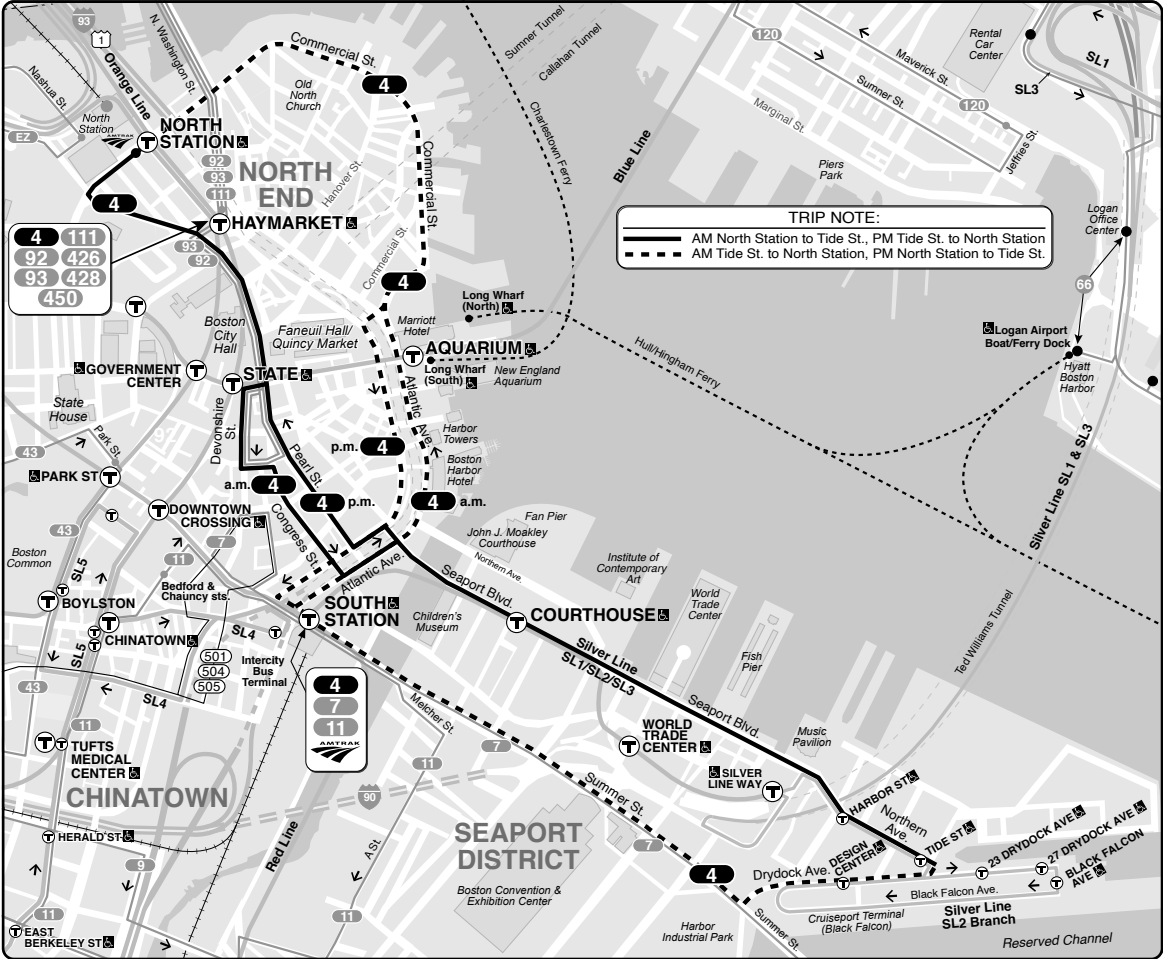 93
1
N. Washington St.
Orange Line
Nashua St.
North
Station
AMTRAK
EZ
NORTH
STATION
T
Commercial St.
4
Old
North
Church
Sumner Tunnel
Callahan Tunnel
Charlestown Ferry
Blue Line
120
Maverick St.
Sumner St.
120
Marginal St.
Jeffries St.
Piers
Park
Rental
Car
Center
SL1
SL3
92
93
111
NORTH
END
Hanover St.
Commercial St.
4
HAYMARKET
T
93
92
4 111
92 426
93 428
450
TRIP NOTE:
AM North Station to Tide St., PM Tide St. to North Station
AM Tide St. to North Station, PM North Station to Tide St.
Logan
Office
Center
66
Logan Airport
Boat/Ferry Dock
Hyatt
Boston
Harbor
Commercial St.
4
Long Wharf
(North)
Marriott
Hotel
AQUARIUM
T
Long Wharf
(South)
New England
Aquarium
Hull/Hingham Ferry
T
Boston
City
Hall
Faneuil Hall/
Quincy Market
GOVERNMENT
CENTER
T
STATE
T
State
House
Park St.
43
92
Devonshire
St.
Pearl St.
Atlantic Ave.
Harbor
Towers
Boston
Harbor
Hotel
p.m. 4
a.m. 4
4 p.m.
4 a.m.
PARK ST
T
T
DOWNTOWN
CROSSING
T
7
43
11
Congress St.
Atlantic Ave.
Fan Pier
John J. Moakley
Courthouse
Northern Ave.
Institute of
Contemporary
Art
World
Trade
Center
Silver Line SL1 & SL3
Ted Williams Tunnel
Boston
Common
SL5
Bedford &
Chauncy sts.
T
BOYLSTON
T
T
CHINATOWN
T
T
SL5
SL4
T
SOUTH
STATION
T
Children's
Museum
Seaport Blvd.
COURTHOUSE
T
Silver Line
SL1/SL2/SL3
Fish
Pier
501
504
505
Intercity
Bus
Terminal
4
7
11
AMTRAK
43
SL4
Melcher St.
7
11
Seaport Blvd.
WORLD
TRADE
CENTER
T
Music
Pavilion
11
T
T
TUFTS
MEDICAL
CENTER
CHINATOWN
90
Summer St.
SILVER
LINE WAY
T
HARBOR ST
T
Northern
Ave.
HERALD ST
T
9
Red Line
A St.
SEAPORT
DISTRICT
7
4
Drydock Ave.
DESIGN
CENTER
T
TIDE ST
T
23 DRYDOCK AVE
T
27 DRYDOCK AVE
T
BLACK FALCON
AVE
T
Boston Convention &
Exhibition Center
Black Falcon Ave.
Cruiseport Terminal
(Black Falcon)
Silver Line
SL2 Branch
11
11
T
EAST
BERKELEY ST
Harbor
Industrial Park
Summer St.
Reserved Channel